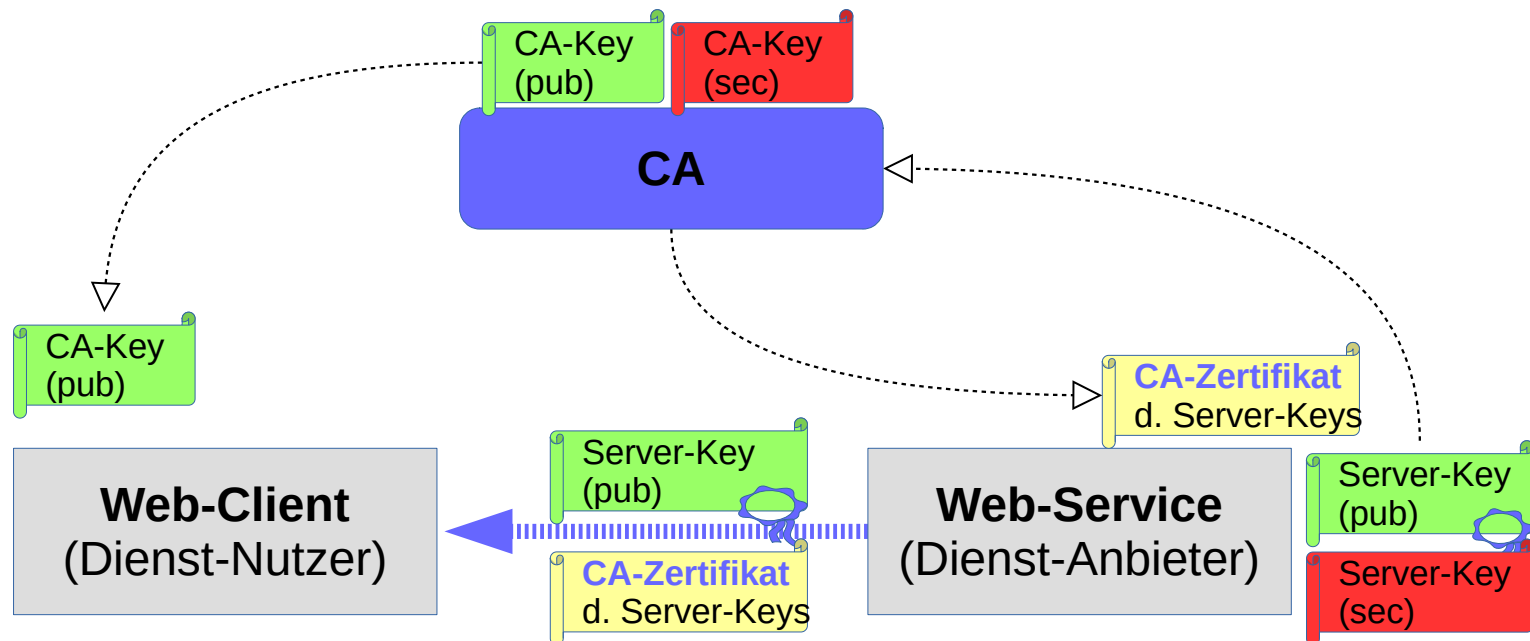 CA-Key
(pub)
CA-Key
(sec)
CA
CA-Key
(pub)
CA-Zertifikat
d. Server-Keys
Server-Key
(pub)
Server-Key
(pub)
Web-Client
(Dienst-Nutzer)
Web-Service
(Dienst-Anbieter)
CA-Zertifikat
d. Server-Keys
Server-Key
(sec)